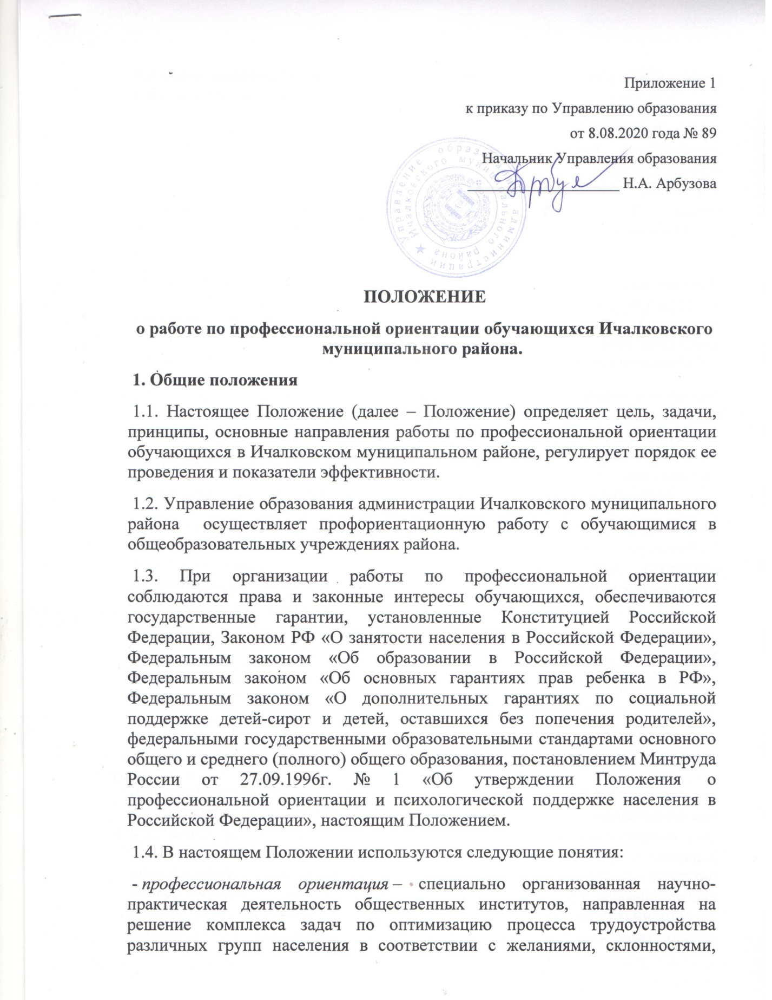 Приложение 1
к приказу по Управлению образования
от 8.08.2020 года № 89
Начальник Управления образования
____________________ Н.А. Арбузова
Управление образования администрации
Ичалковского муниципального района
ПОЛОЖЕНИЕ
о работе по профессиональной ориентации обучающихся Ичалковского
муниципального района.
1. Общие положения
1.1. Настоящее Положение (далее – Положение) определяет цель, задачи,
принципы, основные направления работы по профессиональной ориентации
обучающихся в Ичалковском муниципальном районе, регулирует порядок ее
проведения и показатели эффективности.
1.2. Управление образования администрации Ичалковского муниципального
района осуществляет профориентационную работу с обучающимися в
общеобразовательных учреждениях района.
1.3. При организации работы по профессиональной ориентации
соблюдаются права и законные интересы обучающихся, обеспечиваются
государственные гарантии, установленные Конституцией Российской
Федерации, Законом РФ «О занятости населения в Российской Федерации»,
Федеральным законом «Об образовании в Российской Федерации»,
Федеральным законом «Об основных гарантиях прав ребенка в РФ»,
Федеральным законом «О дополнительных гарантиях по социальной
поддержке детей-сирот и детей, оставшихся без попечения родителей»,
федеральными государственными образовательными стандартами основного
общего и среднего (полного) общего образования, постановлением Минтруда
России от 27.09.1996г. № 1 «Об утверждении Положения о
профессиональной ориентации и психологической поддержке населения в
Российской Федерации», настоящим Положением.
1.4. В настоящем Положении используются следующие понятия:
- профессиональная ориентация – специально организованная научно-
практическая деятельность общественных институтов, направленная на
решение комплекса задач по оптимизацию процесса трудоустройства
различных групп населения в соответствии с желаниями, склонностями,